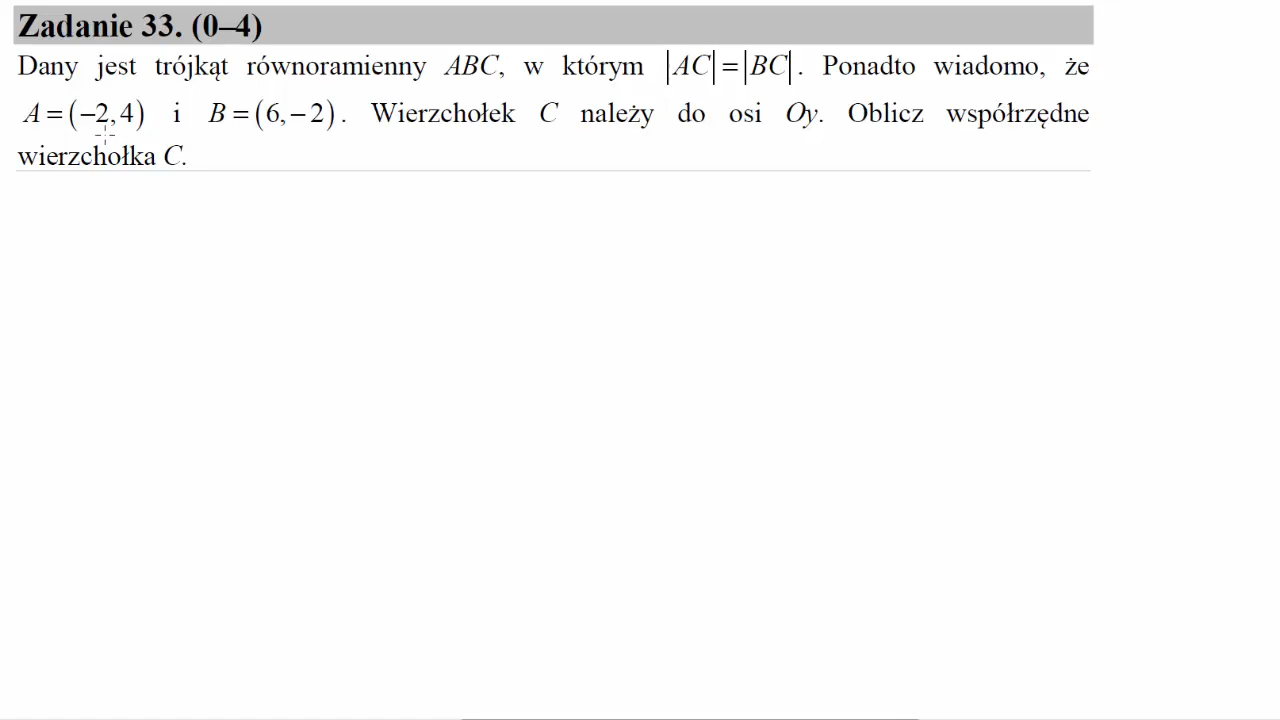 Zadanie 33. (0–4)
Dany jest trójkąt równoramienny ABC, w którym |AC| = |BC|. Ponadto wiadomo, że
A = (−2, 4) i B = (6, − 2). Wierzchołek C należy do osi Oy. Oblicz współrzędne
wierzchołka C.